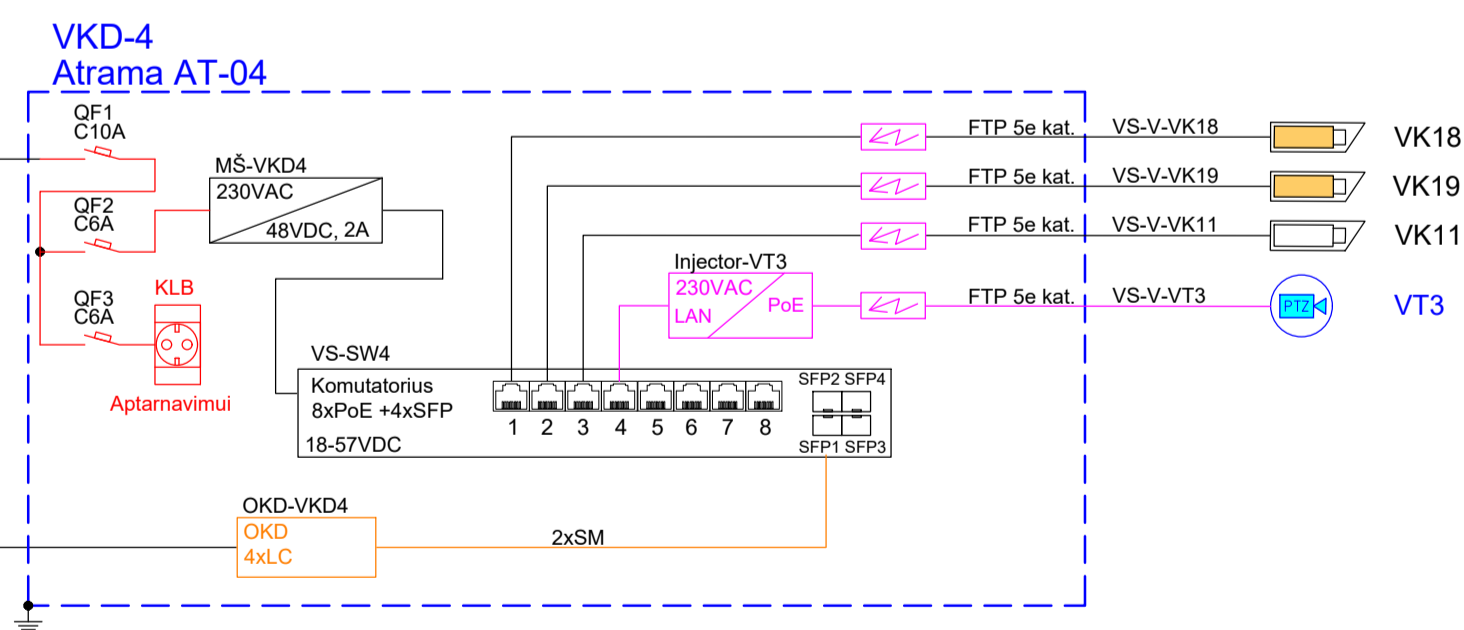 VKD-4
Atrama AT-04
QF1
C10A
MŠ-VKD4
230VAC
48VDC, 2A
QF2
C6A
QF3
C6A
KLB
Aptarnavimui
FTP 5e kat.
VS-V-VK18
VK18
FTP 5e kat.
VS-V-VK19
VK19
FTP 5e kat.
VS-V-VK11
VK11
Injector-VT3
230VAC
LAN
PoE
FTP 5e kat.
VS-V-VT3
PTZ
VT3
VS-SW4
Komutatorius
8xPoE +4xSFP
18-57VDC
1 2 3 4 5 6 7 8
SFP2 SFP4
SFP1 SFP3
OKD-VKD4
OKD
4xLC
2xSM